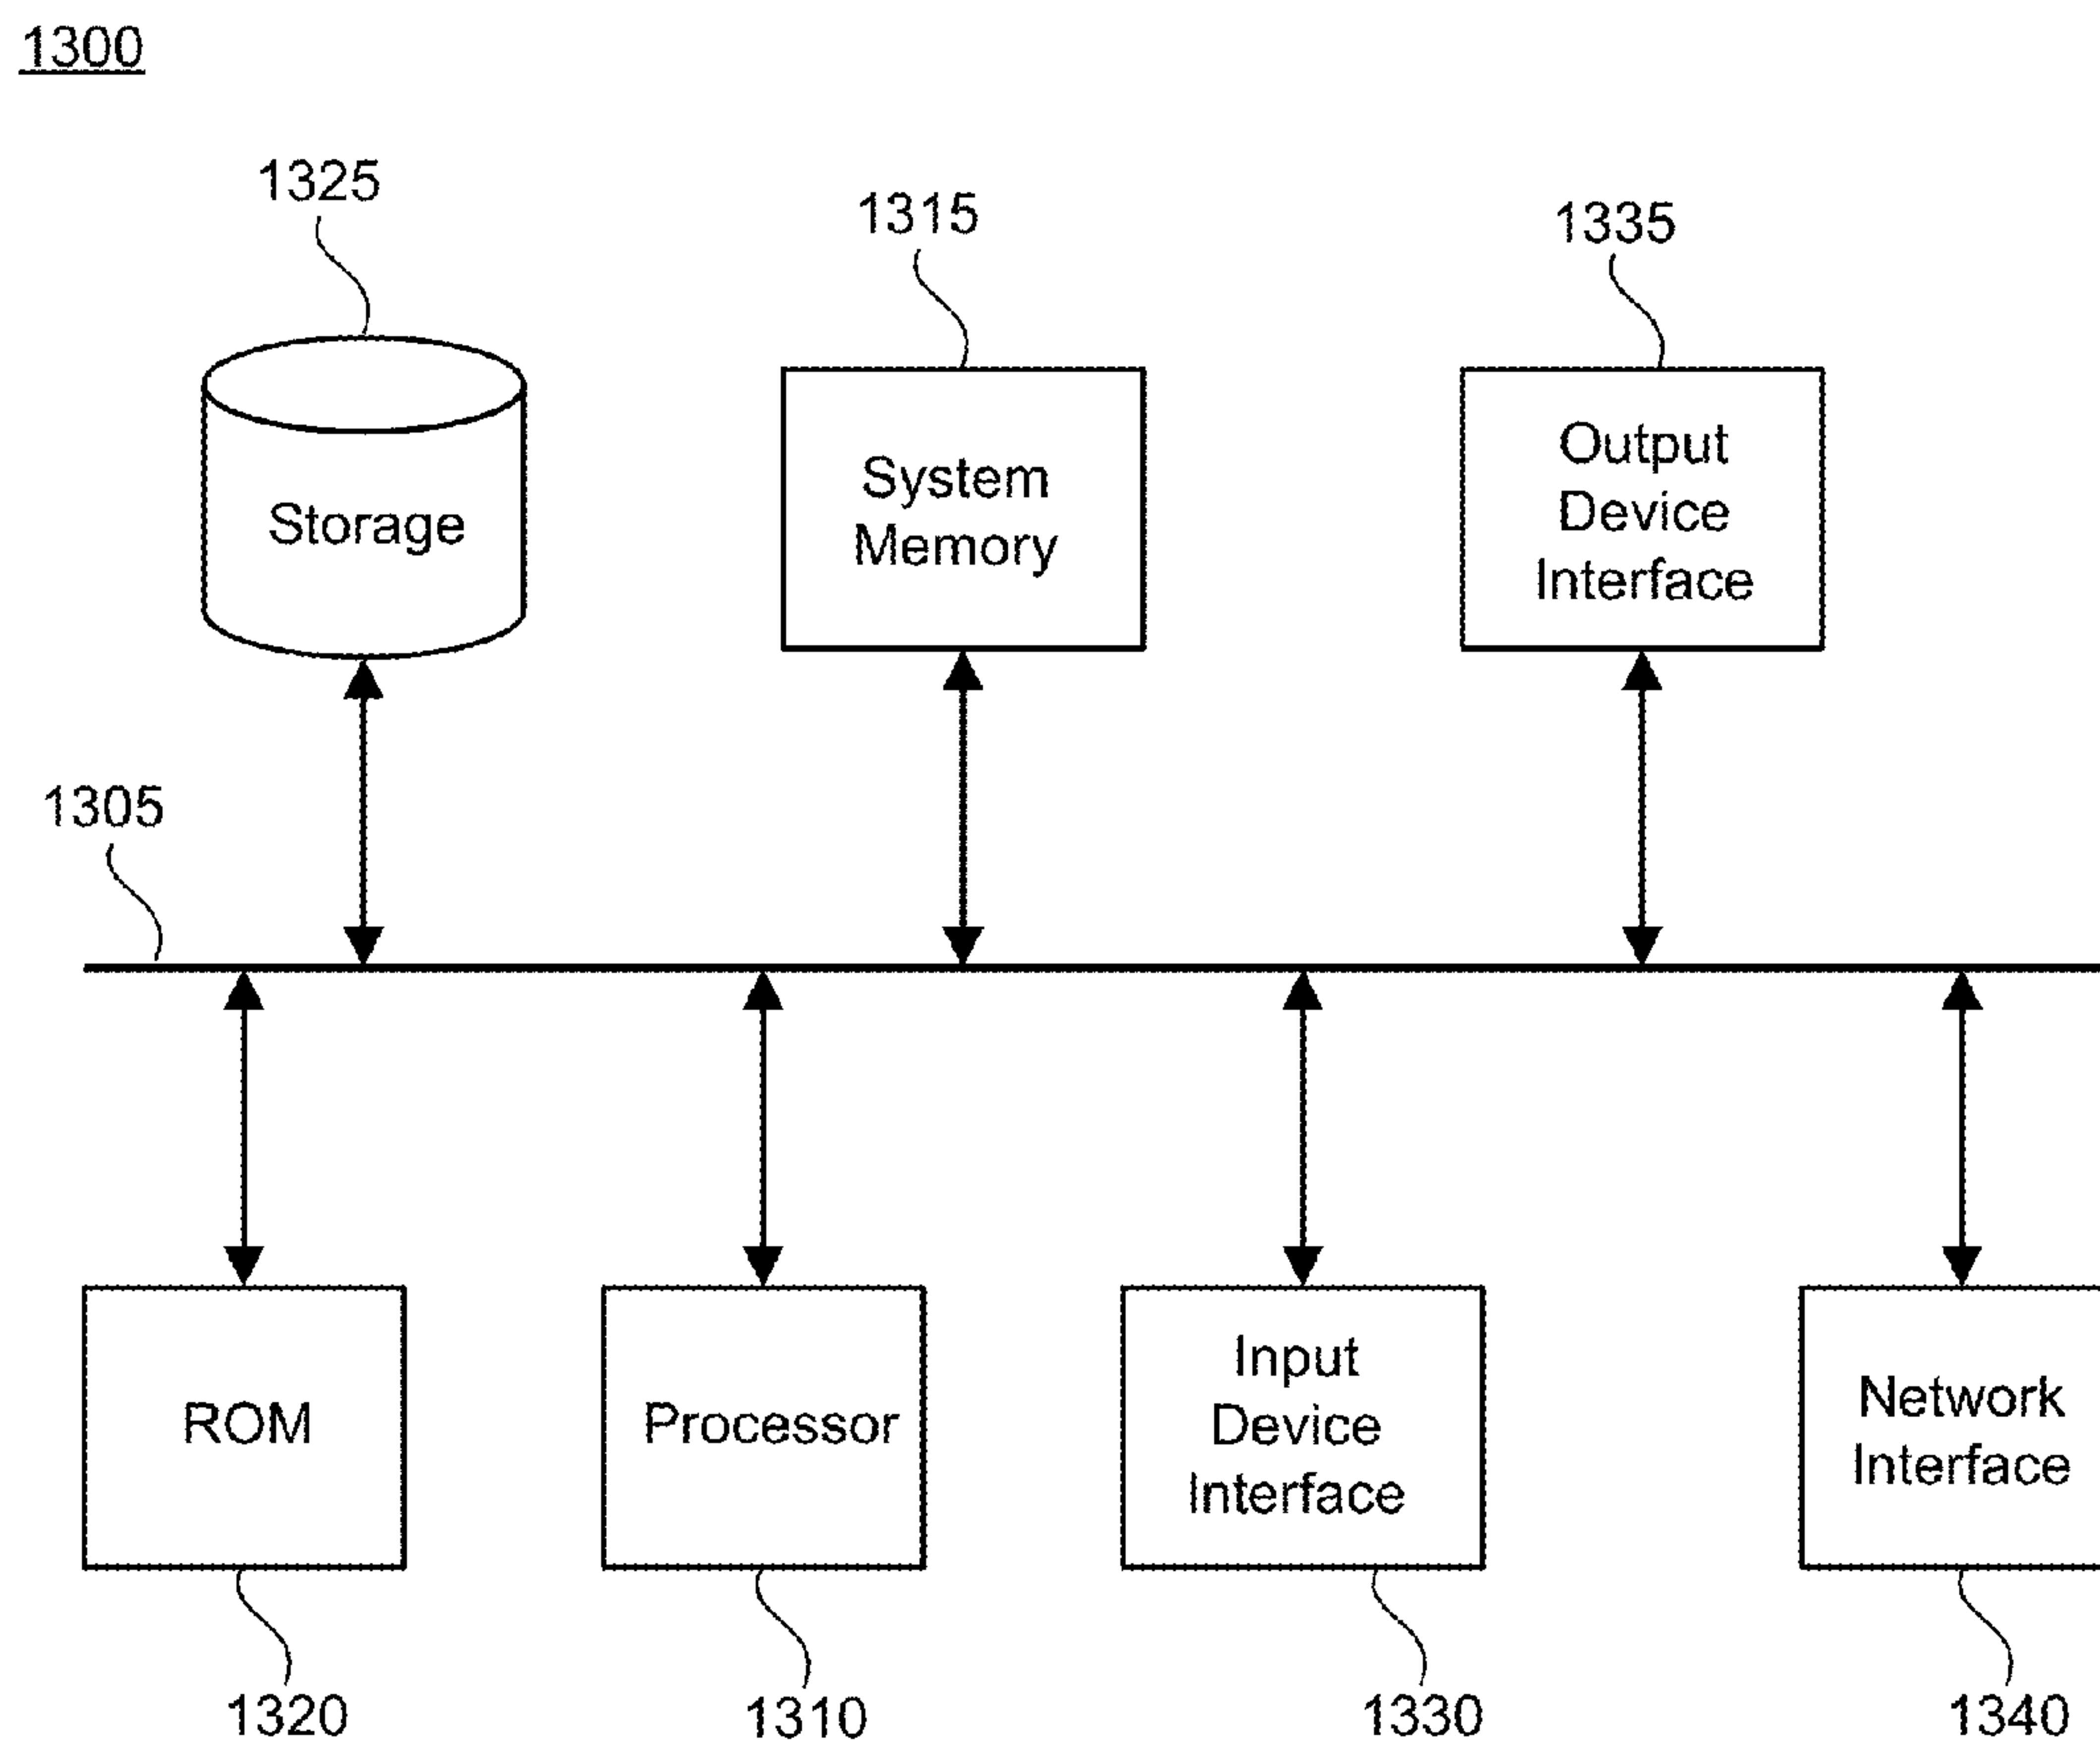 1300
1325
1315
1335
Storage
System
Memory
Output
Device
Interface
1305
ROM
Processor
Input
Device
Interface
Network
Interface
1320
1310
1330
1340